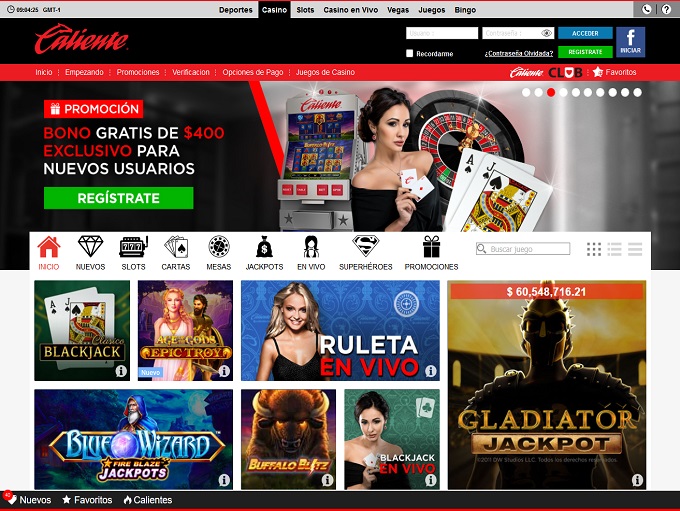 09:04:25 GMT-1
Deportes Casino Slots Casino en Vivo Vegas Juegos Bingo
Caliente
Usuario Contraseña ACCEDER
Recordarme ¿Contraseña Olvidada? REGISTRATE
INICIAR
Inicio Empezando Promociones Verificacion Opciones de Pago Juegos de Casino
Caliente CLUB Favoritos
PROMOCIÓN
BONO GRATIS DE $400
EXCLUSIVO PARA
NUEVOS USUARIOS
REGÍSTRATE
Caliente
BUFFALO BLITZ
A J
INICIO NUEVOS SLOTS CARTAS MESAS JACKPOTS EN VIVO SUPERHÉROES PROMOCIONES
Buscar juego
A J
Clásico
BLACKJACK
AGE OF THE GODS
EPIC TROY
Nuevo
RULETA
EN VIVO
$ 60,548,716.21
GLADIATOR
JACKPOT
©2011 DW Studios LLC. Todos los derechos reservados.
BLUE WIZARD
FIRE BLAZE
JACKPOTS
BUFFALO BLITZ
BLACKJACK
EN VIVO
Nuevos Favoritos Calientes